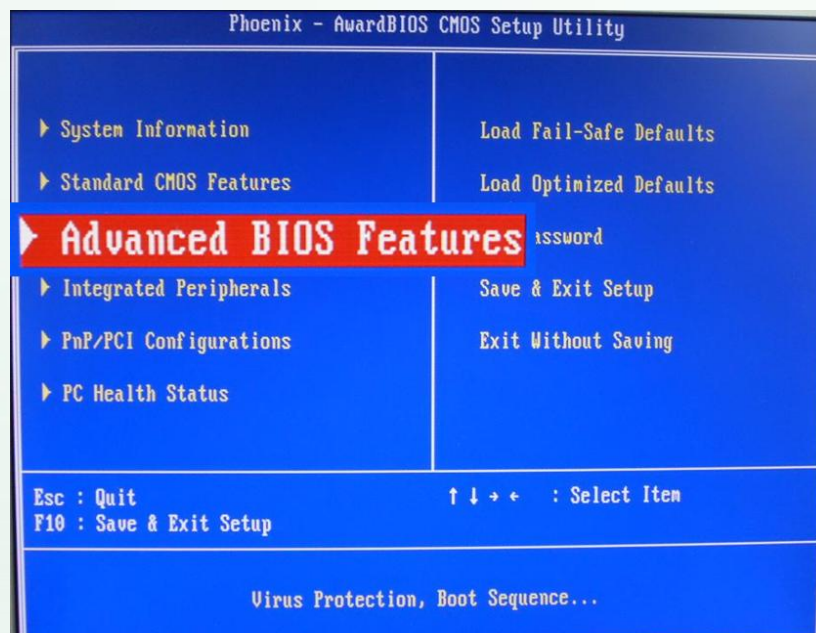 Phoenix - AwardBIOS CMOS Setup Utility
System Information
Standard CMOS Features
Advanced BIOS Features
Integrated Peripherals
PnP/PCI Configurations
PC Health Status
Load Fail-Safe Defaults
Load Optimized Defaults
assword
Save & Exit Setup
Exit Without Saving
Esc : Quit
F10 : Save & Exit Setup
↑ ↓ → ← : Select Item
Virus Protection, Boot Sequence...